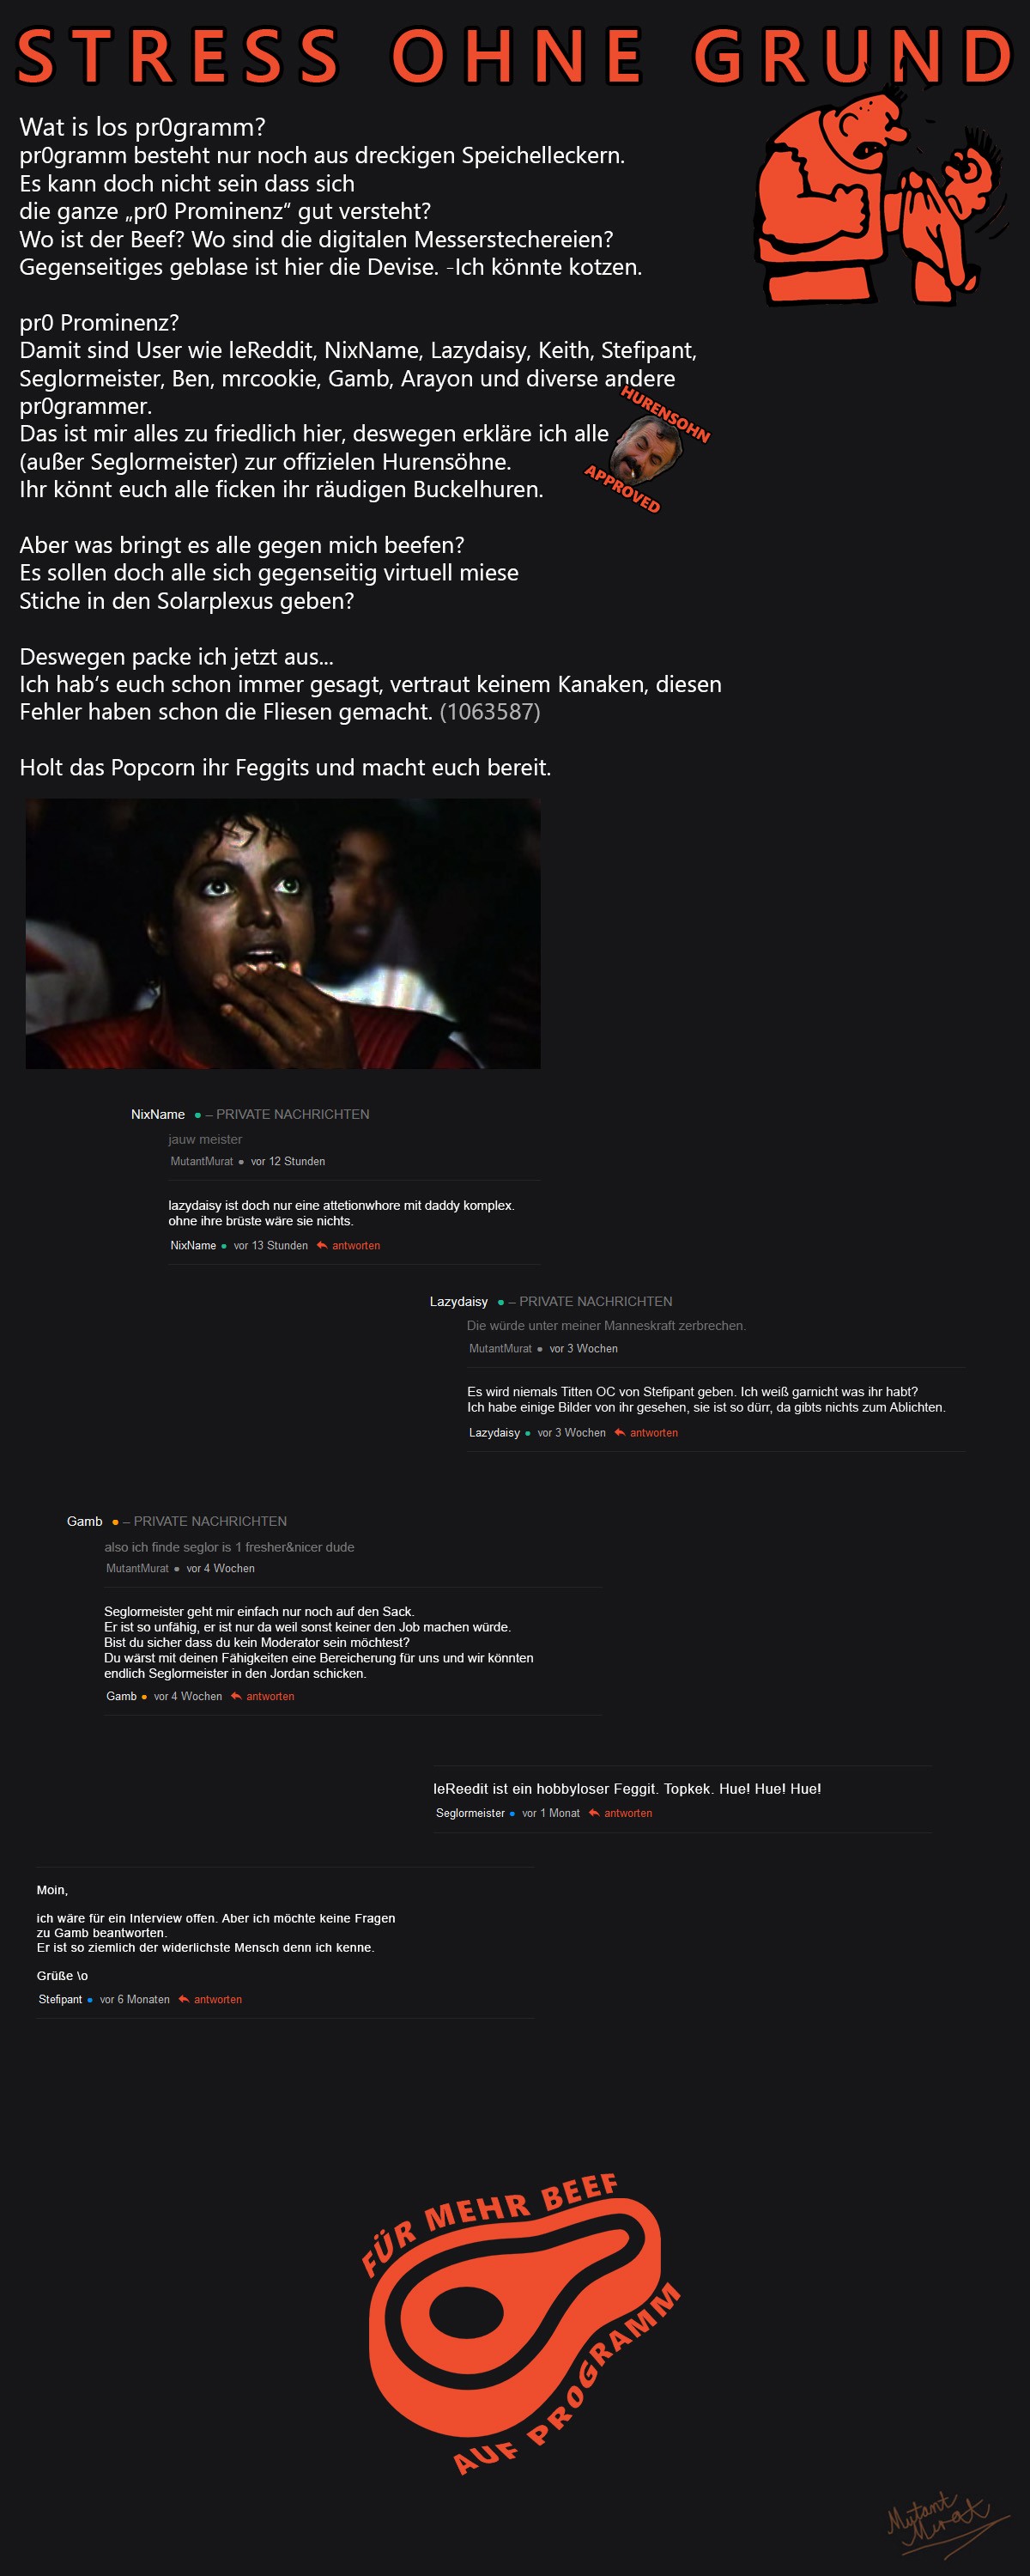 STRESS OHNE GRUND
Wat is los pr0gramm?
pr0gramm besteht nur noch aus dreckigen Speichelleckern.
Es kann doch nicht sein dass sich
die ganze „pr0 Prominenz“ gut versteht?
Wo ist der Beef? Wo sind die digitalen Messerstechereien?
Gegenseitiges geblase ist hier die Devise. -Ich könnte kotzen.
pr0 Prominenz?
Damit sind User wie leReddit, NixName, Lazydaisy, Keith, Stefipant,
Seglormeister, Ben, mrcookie, Gamb, Arayon und diverse andere
pr0grammer.
Das ist mir alles zu friedlich hier, deswegen erkläre ich alle
(außer Seglormeister) zur offizielen Hurensöhne.
Ihr könnt euch alle ficken ihr räudigen Buckelhuren.
HURENSOHN
APPROVED
Aber was bringt es alle gegen mich beefen?
Es sollen doch alle sich gegenseitig virtuell miese
Stiche in den Solarplexus geben?
Deswegen packe ich jetzt aus...
Ich hab‘s euch schon immer gesagt, vertraut keinem Kanaken, diesen
Fehler haben schon die Fliesen gemacht. (1063587)
Holt das Popcorn ihr Feggits und macht euch bereit.
NixName ● – PRIVATE NACHRICHTEN
jauw meister
MutantMurat ● vor 12 Stunden
lazydaisy ist doch nur eine attetionwhore mit daddy komplex.
ohne ihre brüste wäre sie nichts.
NixName ● vor 13 Stunden antworten
Lazydaisy ● – PRIVATE NACHRICHTEN
Die würde unter meiner Manneskraft zerbrechen.
MutantMurat ● vor 3 Wochen
Es wird niemals Titten OC von Stefipant geben. Ich weiß garnicht was ihr habt?
Ich habe einige Bilder von ihr gesehen, sie ist so dürr, da gibts nichts zum Ablichten.
Lazydaisy ● vor 3 Wochen antworten
Gamb ● – PRIVATE NACHRICHTEN
also ich finde seglor is 1 fresher&nicer dude
MutantMurat ● vor 4 Wochen
Seglormeister geht mir einfach nur noch auf den Sack.
Er ist so unfähig, er ist nur da weil sonst keiner den Job machen würde.
Bist du sicher dass du kein Moderator sein möchtest?
Du wärst mit deinen Fähigkeiten eine Bereicherung für uns und wir könnten
endlich Seglormeister in den Jordan schicken.
Gamb ● vor 4 Wochen antworten
leReedit ist ein hobbyloser Feggit. Topkek. Hue! Hue! Hue!
Seglormeister ● vor 1 Monat antworten
Moin,
ich wäre für ein Interview offen. Aber ich möchte keine Fragen
zu Gamb beantworten.
Er ist so ziemlich der widerlichste Mensch denn ich kenne.
Grüße \o
Stefipant ● vor 6 Monaten antworten
FÜR MEHR BEEF
AUF PR0GRAMM
Mutant
Murat